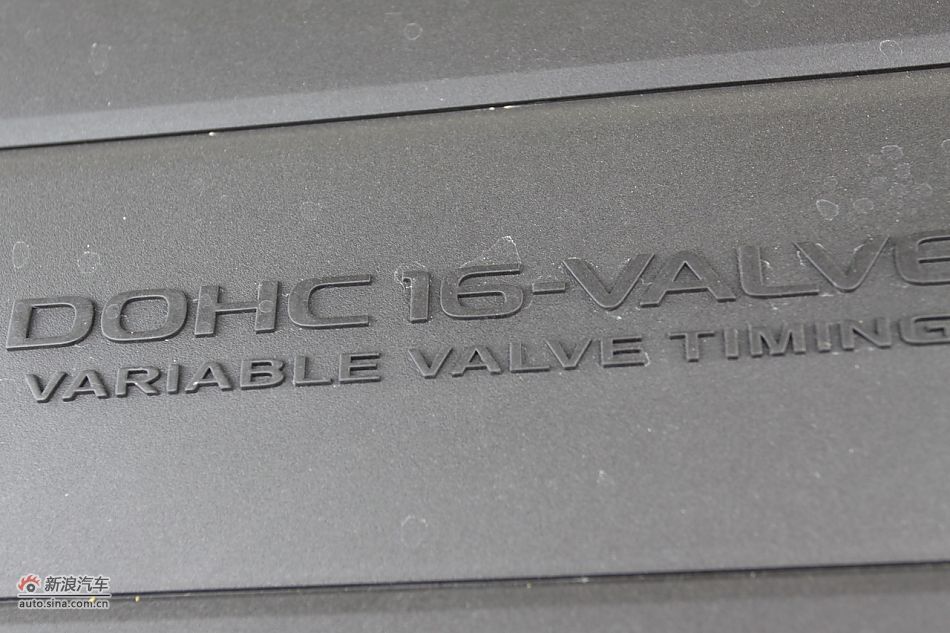 DOHC 16-VALVE
VARIABLE VALVE TIMING
新浪汽车
auto.sina.com.cn